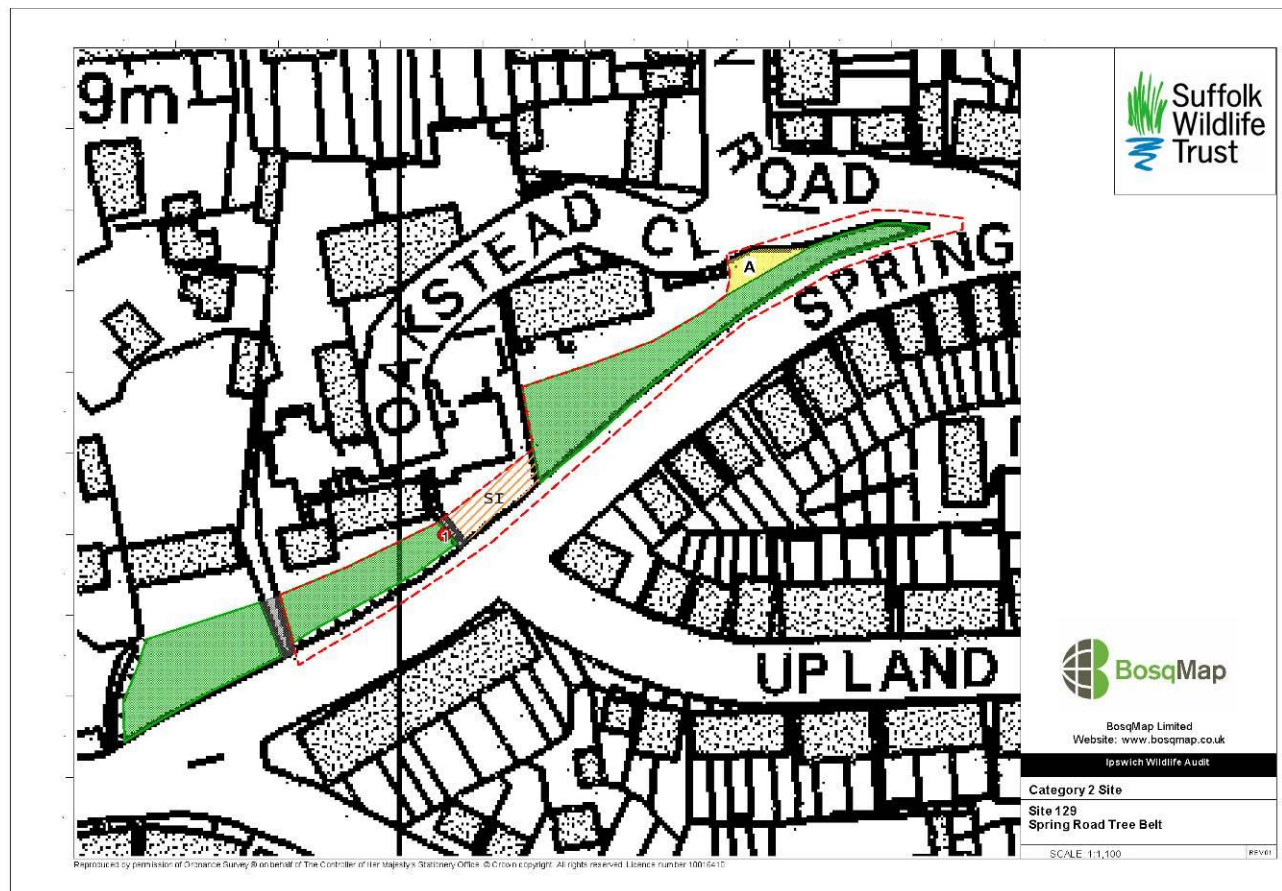 9m
ROAD
OAKSTEAD CL
SPRING
A
SI
1
UPLAND
Suffolk
Wildlife
Trust
BosqMap
BosqMap Limited
Website: www.bosqmap.co.uk
Ipswich Wildlife Audit
Category 2 Site
Site 129
Spring Road Tree Belt
SCALE 1:1,100
REV01
Reproduced by permission of Ordnance Survey ® on behalf of The Controller of Her Majesty's Stationery Office. © Crown copyright. All rights reserved. Licence number 10016410